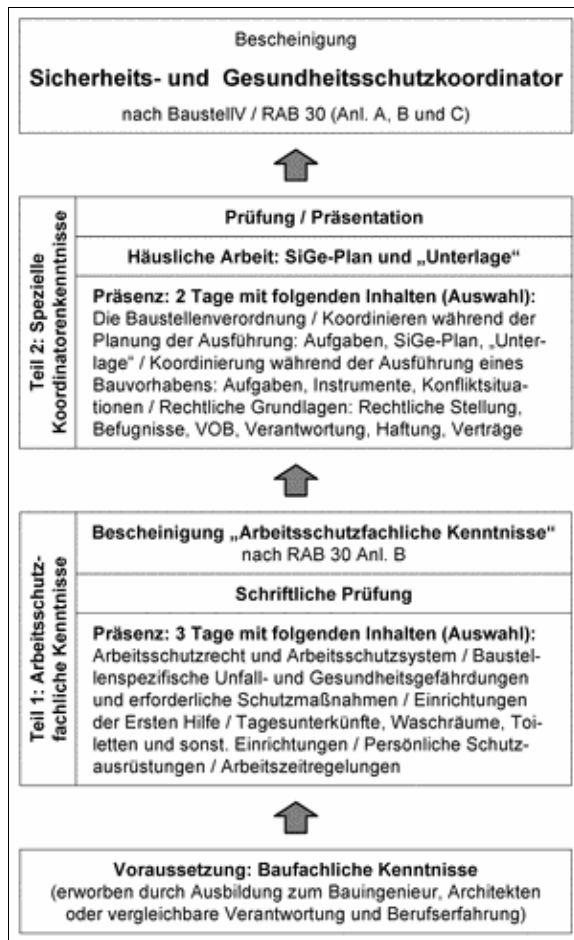 Bescheinigung
Sicherheits- und Gesundheitsschutzkoordinator
nach BaustellV / RAB 30 (Anl. A, B und C)
Teil 2: Spezielle
Koordinatorenkenntnisse
Prüfung / Präsentation
Häusliche Arbeit: SiGe-Plan und „Unterlage“
Präsenz: 2 Tage mit folgenden Inhalten (Auswahl):
Die Baustellenverordnung / Koordinieren während der
Planung der Ausführung: Aufgaben, SiGe-Plan, „Unter-
lage“ / Koordinierung während der Ausführung eines
Bauvorhabens: Aufgaben, Instrumente, Konfliktsitua-
tionen / Rechtliche Grundlagen: Rechtliche Stellung,
Befugnisse, VOB, Verantwortung, Haftung, Verträge
Teil 1: Arbeitsschutz-
fachliche Kenntnisse
Bescheinigung „Arbeitsschutzfachliche Kenntnisse“
nach RAB 30 Anl. B
Schriftliche Prüfung
Präsenz: 3 Tage mit folgenden Inhalten (Auswahl):
Arbeitsschutzrecht und Arbeitsschutzsystem / Baustel-
lenspezifische Unfall- und Gesundheitsgefährdungen
und erforderliche Schutzmaßnahmen / Einrichtungen
der Ersten Hilfe / Tagesunterkünfte, Waschräume, Toi-
letten und sonst. Einrichtungen / Persönliche Schutz-
ausrüstungen / Arbeitszeitregelungen
Voraussetzung: Baufachliche Kenntnisse
(erworben durch Ausbildung zum Bauingenieur, Architekten
oder vergleichbare Verantwortung und Berufserfahrung)